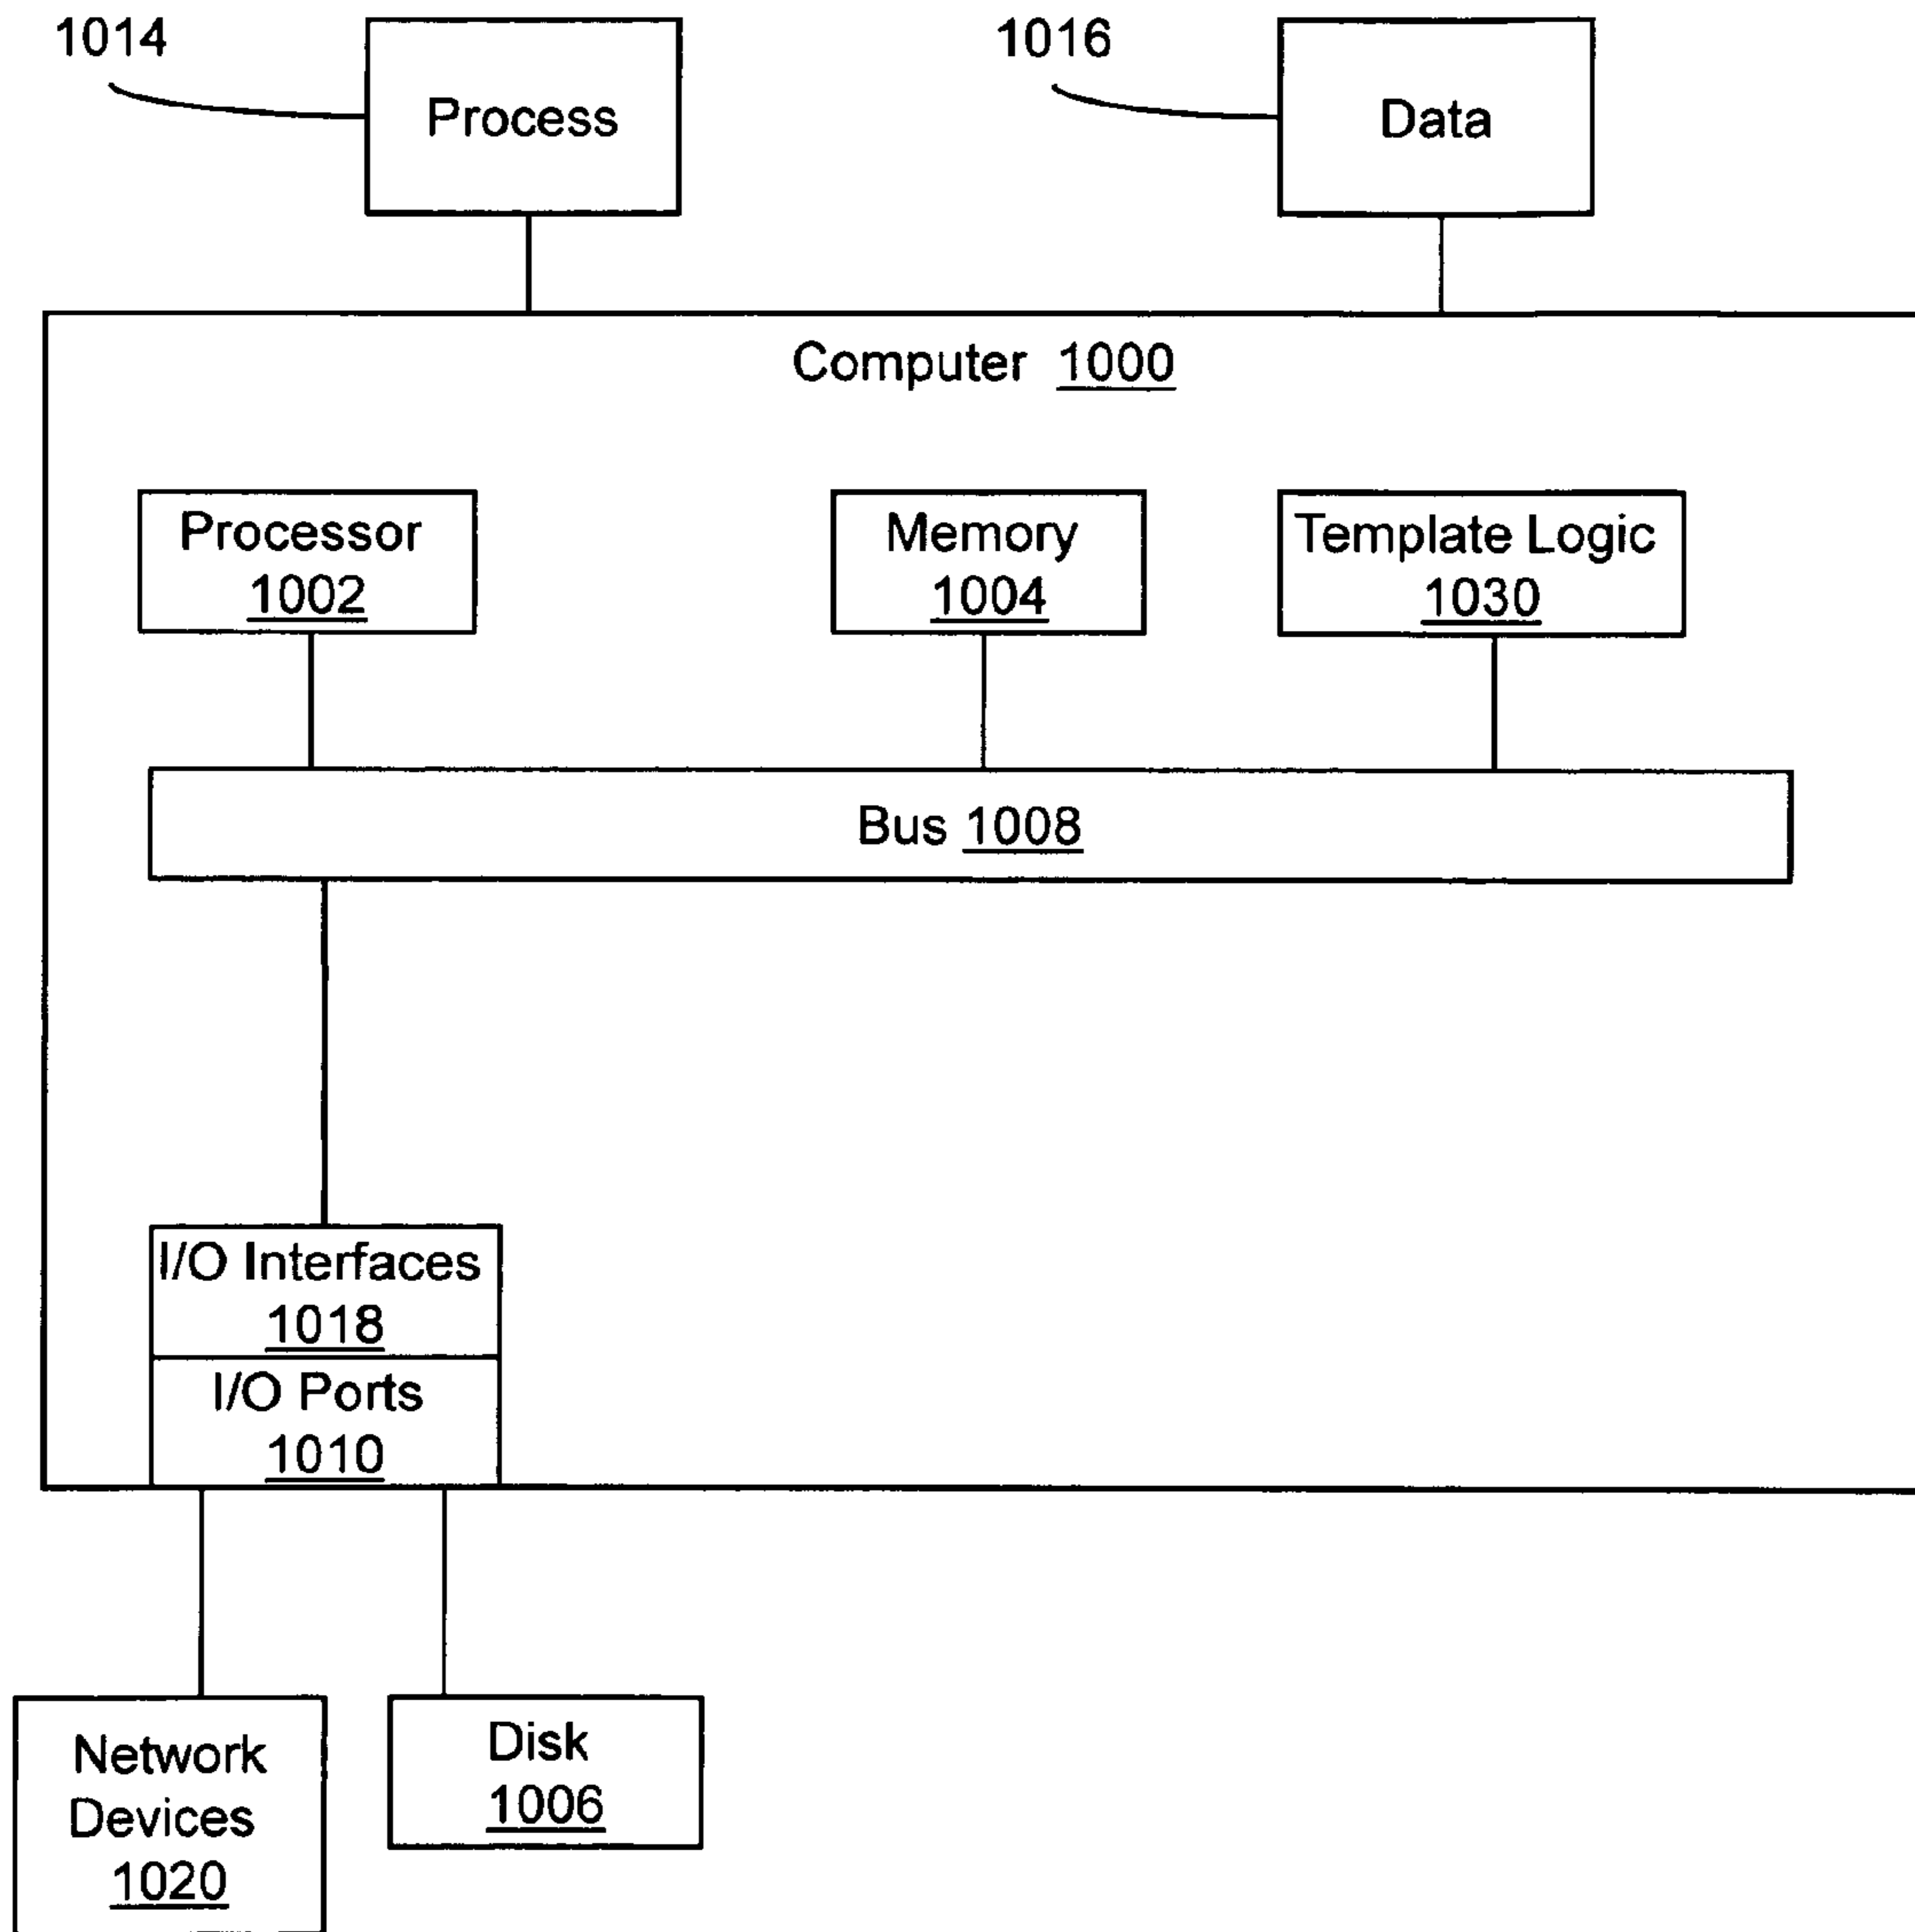 1014
Process
1016
Data
Computer 1000
Processor
1002
Memory
1004
Template Logic
1030
Bus 1008
I/O Interfaces
1018
I/O Ports
1010
Network
Devices
1020
Disk
1006